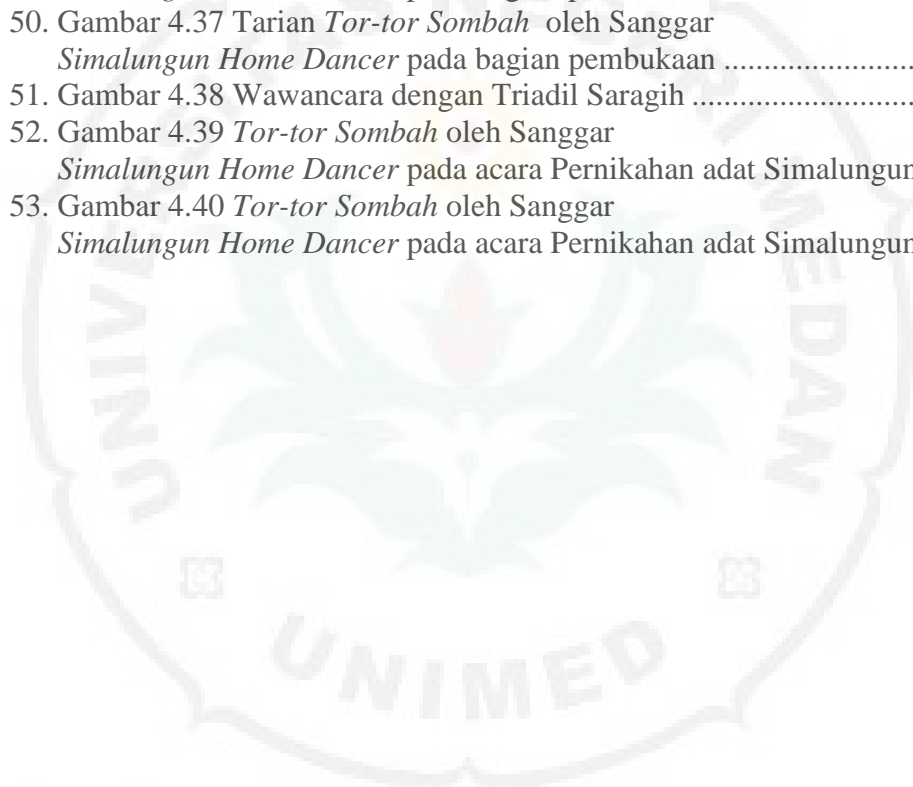 50. Gambar 4.37 Tarian Tor-tor Sombah oleh Sanggar
Simalungun Home Dancer pada bagian pembukaan ........................
51. Gambar 4.38 Wawancara dengan Triadil Saragih ............................
52. Gambar 4.39 Tor-tor Sombah oleh Sanggar
Simalungun Home Dancer pada acara Pernikahan adat Simalungun
53. Gambar 4.40 Tor-tor Sombah oleh Sanggar
Simalungun Home Dancer pada acara Pernikahan adat Simalungun
UNIMED